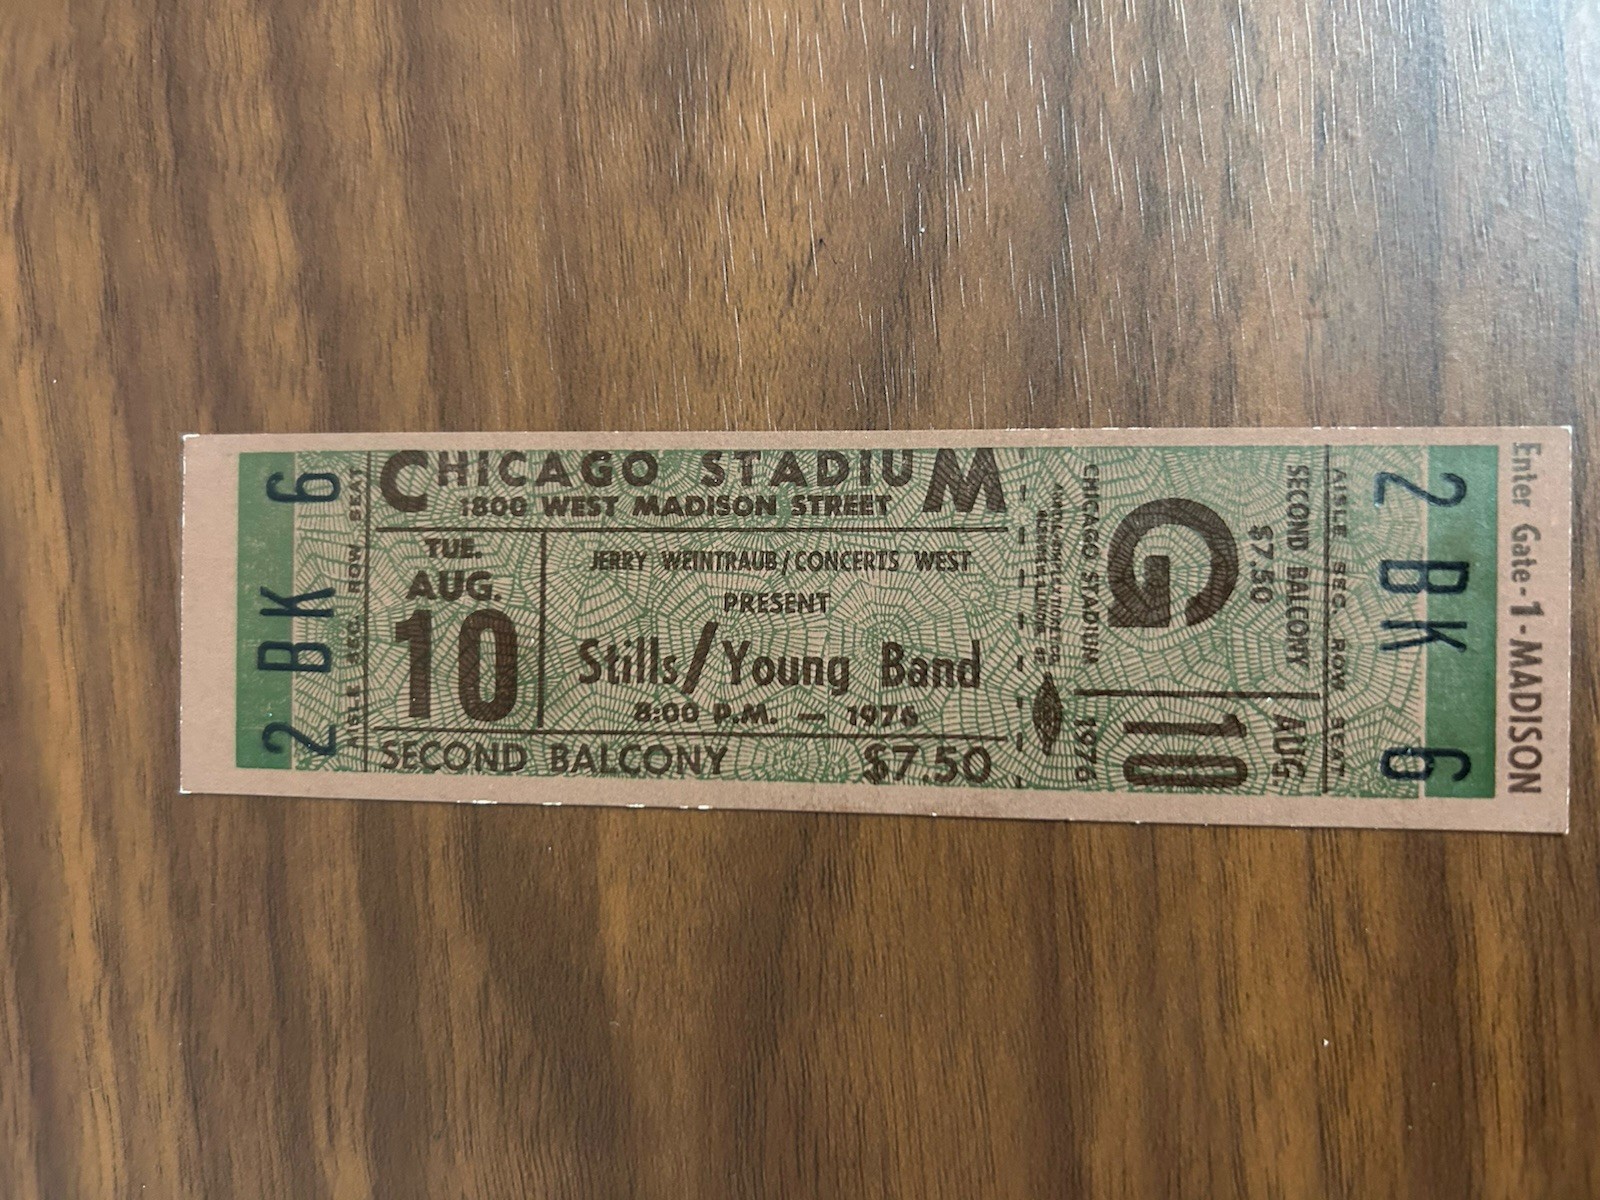 2 BK 6
AISLE SEC. ROW SEAT
CHICAGO STADIUM
1800 WEST MADISON STREET
TUE.
AUG.
10
JERRY WEINTRAUB/CONCERTS WEST
PRESENT
Stills/Young Band
8:00 P.M. — 1976
SECOND BALCONY $7.50
CHICAGO STADIUM 1976
G
10
$7.50
SECOND BALCONY AUG.
AISLE SEC. ROW SEAT
2 BK 6
Enter Gate-1-MADISON